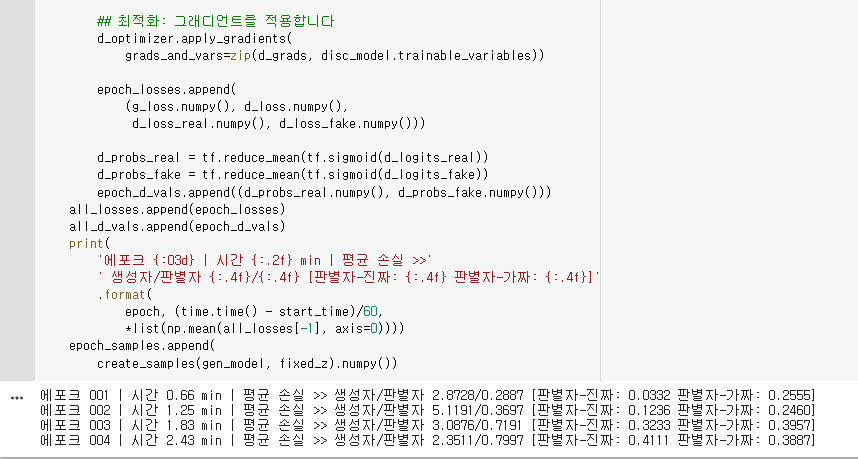 ## 최적화: 그래디언트를 적용합니다
d_optimizer.apply_gradients(
grads_and_vars=zip(d_grads, disc_model.trainable_variables))
epoch_losses.append(
(g_loss.numpy(), d_loss.numpy(),
d_loss_real.numpy(), d_loss_fake.numpy()))
d_probs_real = tf.reduce_mean(tf.sigmoid(d_logits_real))
d_probs_fake = tf.reduce_mean(tf.sigmoid(d_logits_fake))
epoch_d_vals.append((d_probs_real.numpy(), d_probs_fake.numpy()))
all_losses.append(epoch_losses)
all_d_vals.append(epoch_d_vals)
print(
'에포크 {:03d} | 시간 {:.2f} min | 평균 손실 >>'
' 생성자/판별자 {:.4f}/{:.4f} [판별자-진짜: {:.4f} 판별자-가짜: {:.4f}]'
.format(
epoch, (time.time() - start_time)/60,
*list(np.mean(all_losses[-1], axis=0))))
epoch_samples.append(
create_samples(gen_model, fixed_z).numpy())
에포크 001 | 시간 0.66 min | 평균 손실 >> 생성자/판별자 2.8728/0.2887 [판별자-진짜: 0.0332 판별자-가짜: 0.2555]
에포크 002 | 시간 1.25 min | 평균 손실 >> 생성자/판별자 5.1191/0.3697 [판별자-진짜: 0.1236 판별자-가짜: 0.2460]
에포크 003 | 시간 1.83 min | 평균 손실 >> 생성자/판별자 3.0876/0.7191 [판별자-진짜: 0.3233 판별자-가짜: 0.3957]
에포크 004 | 시간 2.43 min | 평균 손실 >> 생성자/판별자 2.3511/0.7997 [판별자-진짜: 0.4111 판별자-가짜: 0.3887]